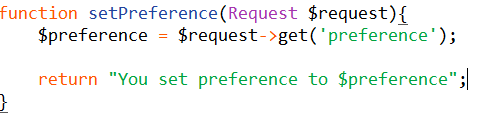 function setPreference(Request $request){
    $preference = $request->get('preference');
    return "You set preference to $preference";
}